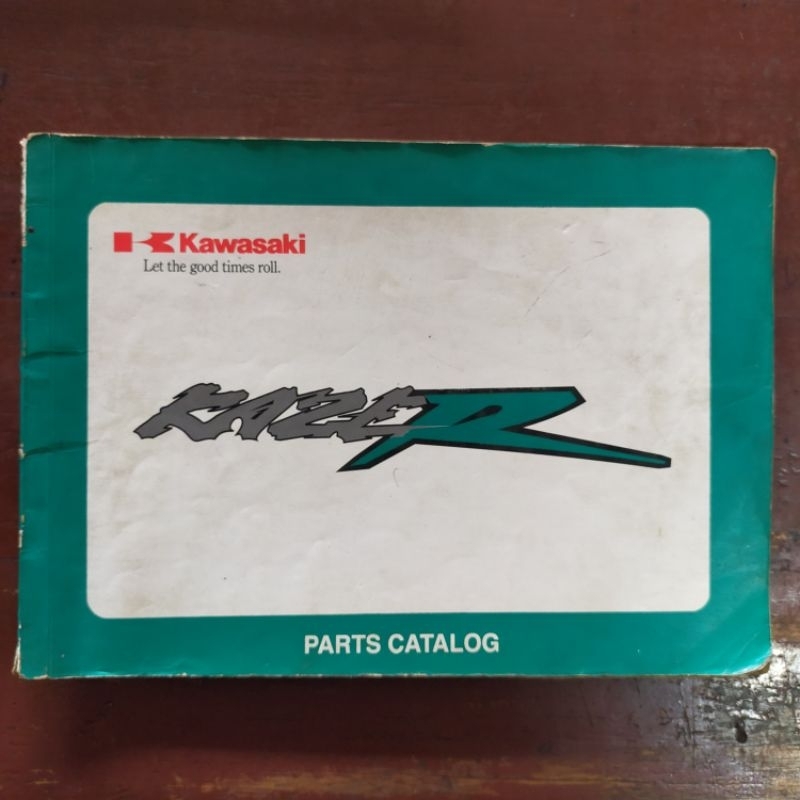 Kawasaki
Let the good times roll.
KAZE R
PARTS CATALOG